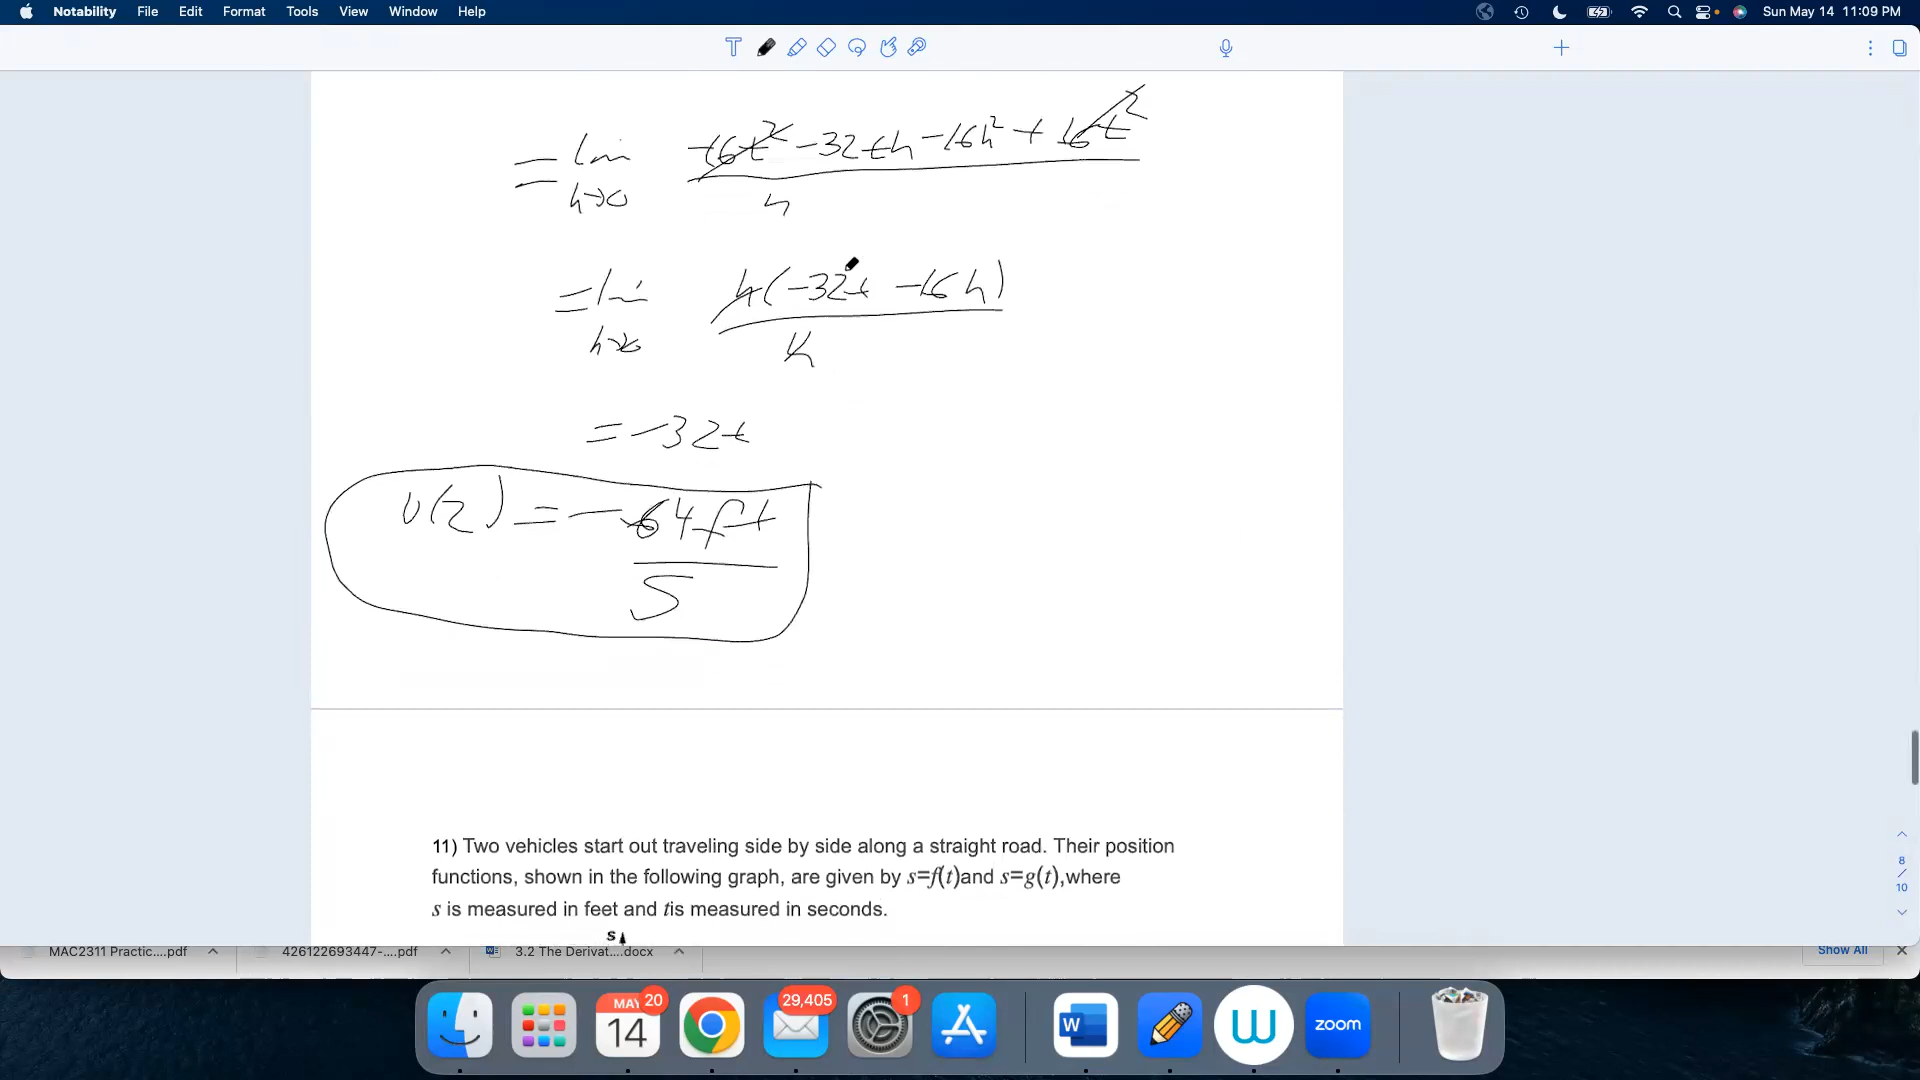 Notability File Edit Format Tools View Window Help Sun May 14 11:09 PM
= lim -16t² -32th -16h² + 16t²
h→0 h
= lim h(-32t -16h)
h→0 h
= -32t
v(2) = -64ft
S
11) Two vehicles start out traveling side by side along a straight road. Their position
functions, shown in the following graph, are given by s=f(t)and s=g(t),where
s is measured in feet and tis measured in seconds.
s
8
/
10
MAC2311 Practic....pdf 426122693447-....pdf 3.2 The Derivat....docx Show All
MAY 20 29,405 1
14 W W zoom